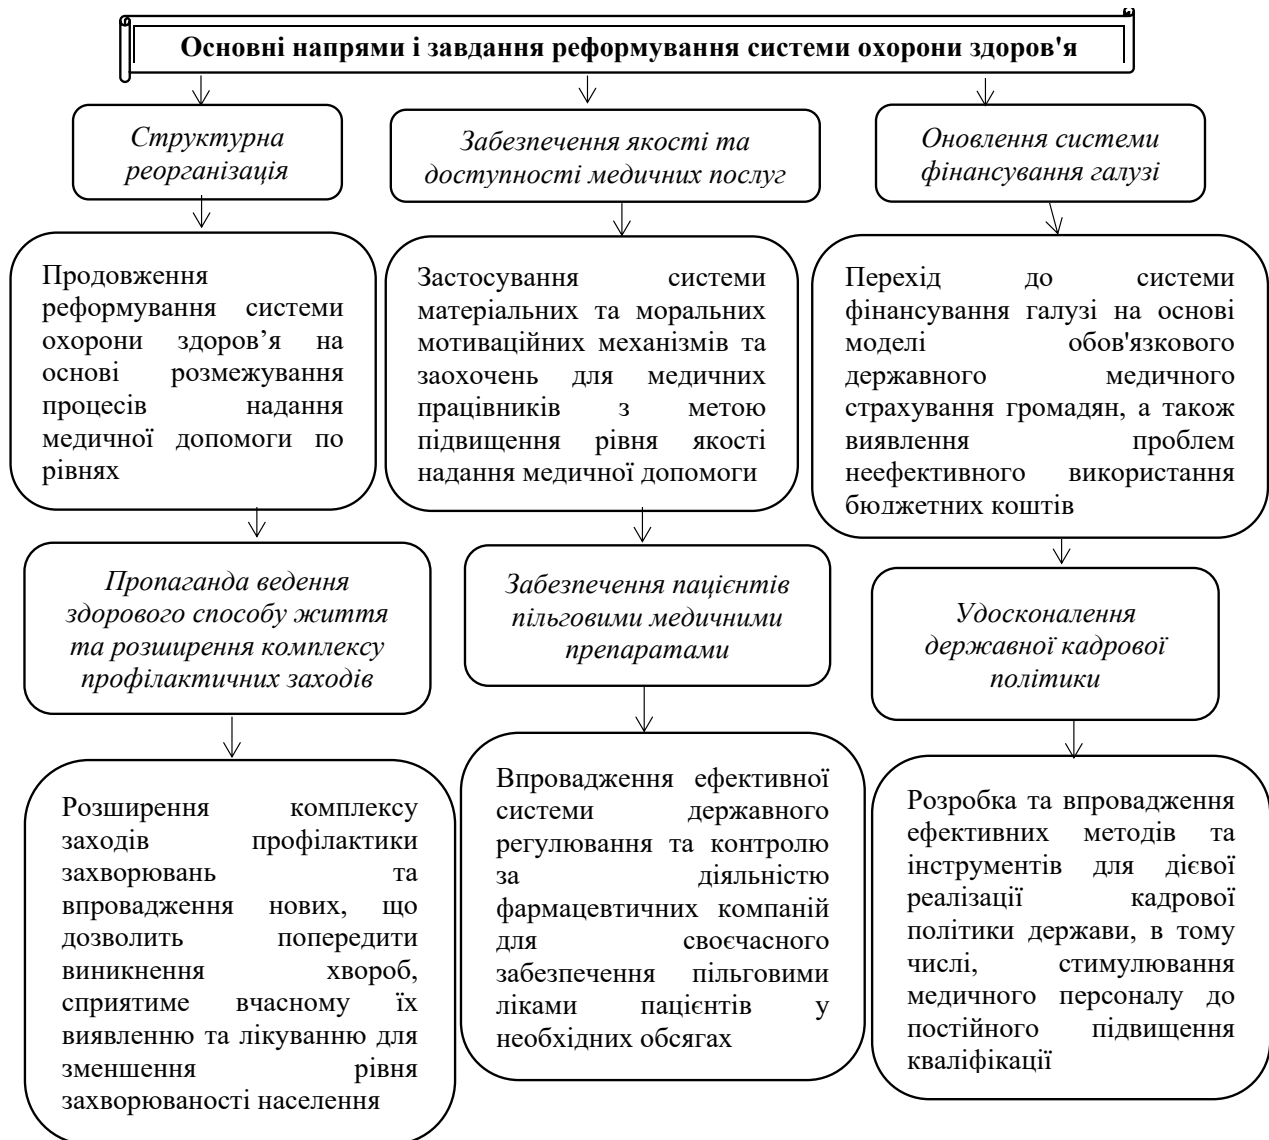 Основні напрями і завдання реформування системи охорони здоров'я
Структурна
реорганізація
Забезпечення якості та
доступності медичних послуг
Оновлення системи
фінансування галузі
Продовження
реформування системи
охорони здоров’я на
основі розмежування
процесів надання
медичної допомоги по
рівнях
Застосування системи
матеріальних та моральних
мотиваційних механізмів та
заохочень для медичних
працівників з метою
підвищення рівня якості
надання медичної допомоги
Перехід до системи
фінансування галузі на основі
моделі обов'язкового
державного медичного
страхування громадян, а також
виявлення проблем
неефективного використання
бюджетних коштів
Пропаганда ведення
здорового способу життя
та розширення комплексу
профілактичних заходів
Забезпечення пацієнтів
пільговими медичними
препаратами
Удосконалення
державної кадрової
політики
Розширення комплексу
заходів профілактики
захворювань та
впровадження нових, що
дозволить попередити
виникнення хвороб,
сприятиме вчасному їх
виявленню та лікуванню для
зменшення рівня
захворюваності населення
Впровадження ефективної
системи державного
регулювання та контролю
за діяльністю
фармацевтичних компаній
для своєчасного
забезпечення пільговими
ліками пацієнтів у
необхідних обсягах
Розробка та впровадження
ефективних методів та
інструментів для дієвої
реалізації кадрової
політики держави, в тому
числі, стимулювання
медичного персоналу до
постійного підвищення
кваліфікації